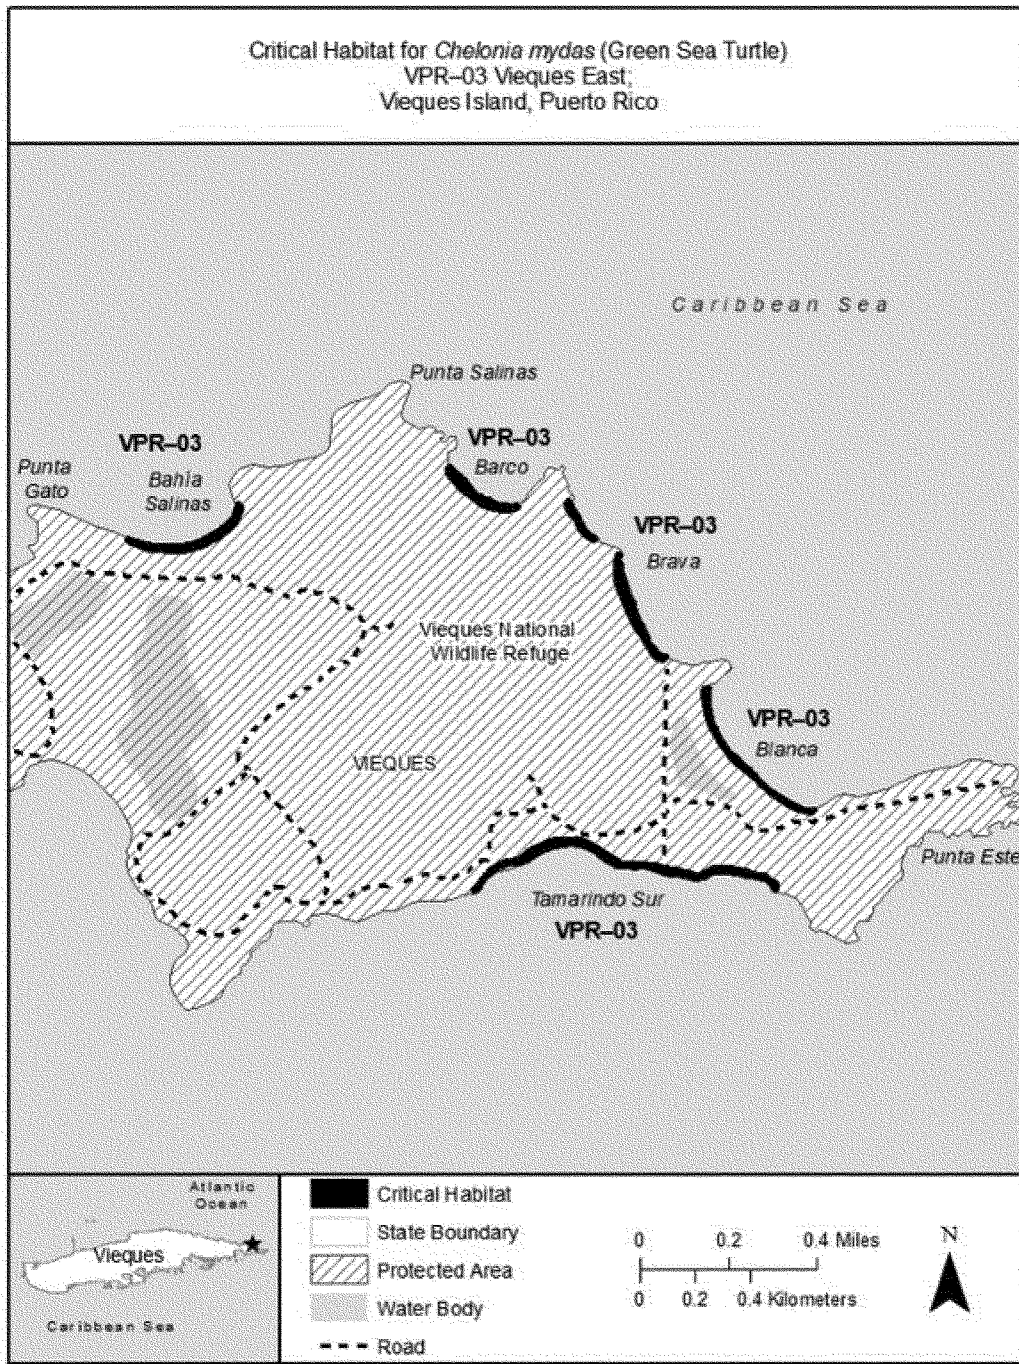 Critical Habitat for Chelonia mydas (Green Sea Turtle)
VPR–03 Vieques East;
Vieques Island, Puerto Rico
Caribbean Sea
Punta Salinas
VPR–03
Barco
VPR–03
Bahia
Salinas
Punta
Gato
VPR–03
Brava
Vieques National
Wildlife Refuge
VPR–03
Blanca
VIEQUES
Punta Este
Tamarindo Sur
VPR–03
Atlantic
Ocean
Vieques
Caribbean Sea
Critical Habitat
State Boundary
Protected Area
Water Body
Road
0 0.2 0.4 Miles
0 0.2 0.4 Kilometers
N